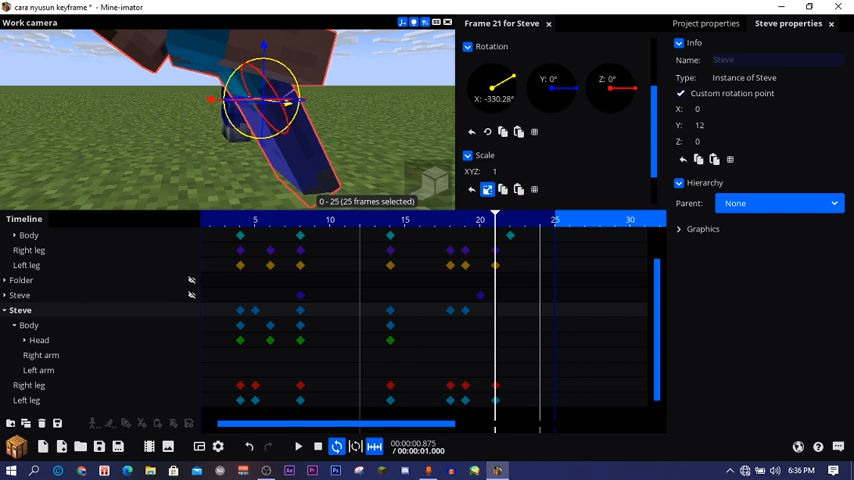 cara nyusun keyframe * - Mine-imator
Work camera
Frame 21 for Steve
Project properties
Steve properties
Rotation
X: -330.28°
Y: 0°
Z: 0°
Scale
XYZ: 1
Info
Name: Steve
Type: Instance of Steve
Custom rotation point
X: 0
Y: 12
Z: 0
Hierarchy
Parent: None
Graphics
0 - 25 (25 frames selected)
Timeline
5 10 15 20 25 30
Body
Right leg
Left leg
Folder
Steve
Steve
Body
Head
Right arm
Left arm
Right leg
Left leg
00:00:00.875
/ 00:00:01.000
Ae
Pr
Ps
6:36 PM